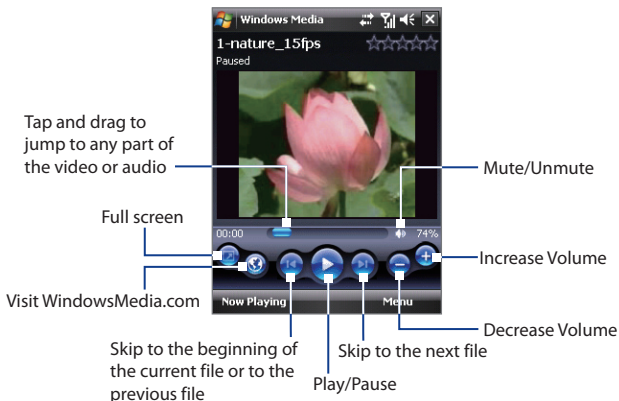 Windows Media
1-nature_15fps
Paused
Tap and drag to
jump to any part of
the video or audio
Mute/Unmute
Full screen
00:00
74%
Increase Volume
Visit WindowsMedia.com
Now Playing
Menu
Decrease Volume
Skip to the beginning of
the current file or to the
previous file
Skip to the next file
Play/Pause